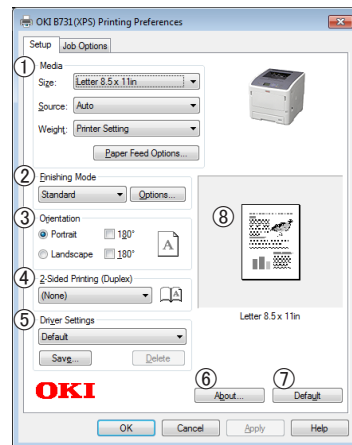 OKI B731(XPS) Printing Preferences
Setup Job Options
① Media
Size: Letter 8.5 x 11in
Source: Auto
Weight: Printer Setting
Paper Feed Options...
② Finishing Mode
Standard Options...
③ Orientation
Portrait 180°
Landscape 180°
A
④ 2-Sided Printing (Duplex)
(None) A
⑧
Letter 8.5 x 11in
⑤ Driver Settings
Default
Save... Delete
OKI
⑥ ⑦
About... Default
OK Cancel Apply Help